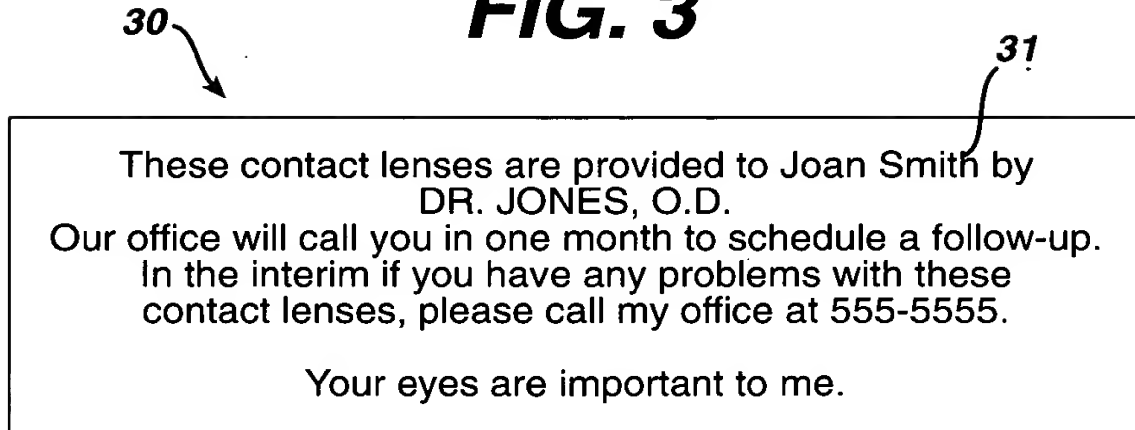 FIG. 3
30
31
These contact lenses are provided to Joan Smith by
DR. JONES, O.D.
Our office will call you in one month to schedule a follow-up.
In the interim if you have any problems with these
contact lenses, please call my office at 555-5555.
Your eyes are important to me.